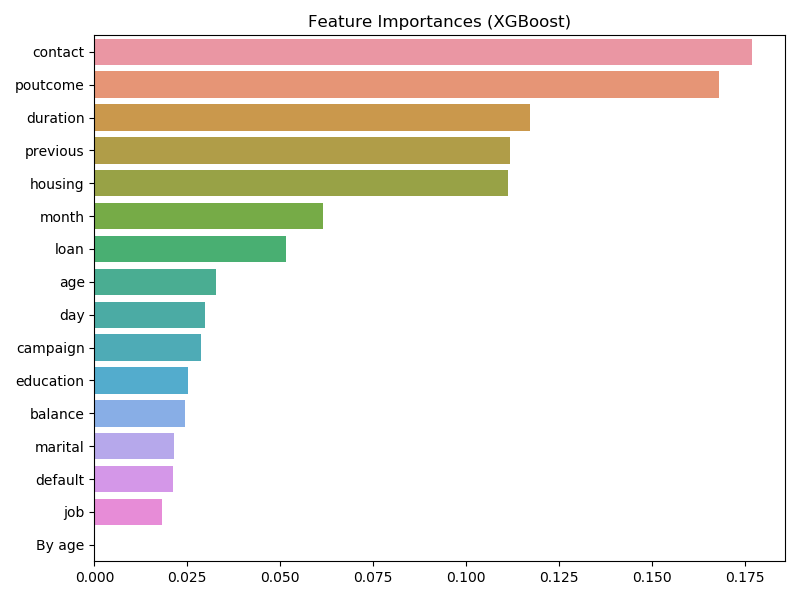 Feature Importances (XGBoost)
contact
poutcome
duration
previous
housing
month
loan
age
day
campaign
education
balance
marital
default
job
By age
0.000 0.025 0.050 0.075 0.100 0.125 0.150 0.175